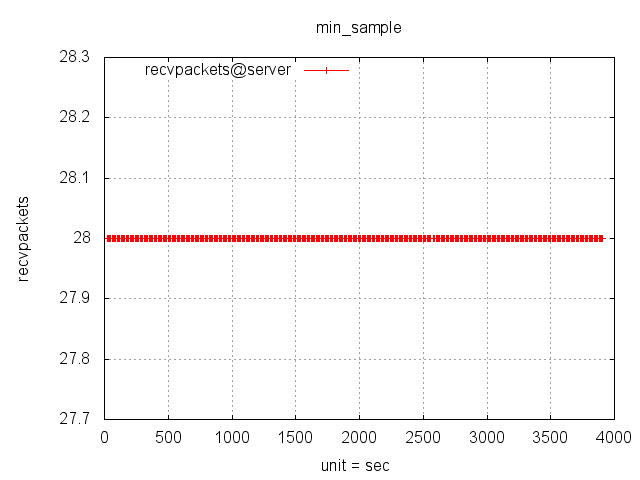 min_sample
28.3
recvpackets@server
28.2
28.1
recvpackets
28
27.9
27.8
27.7
0 500 1000 1500 2000 2500 3000 3500 4000
unit = sec